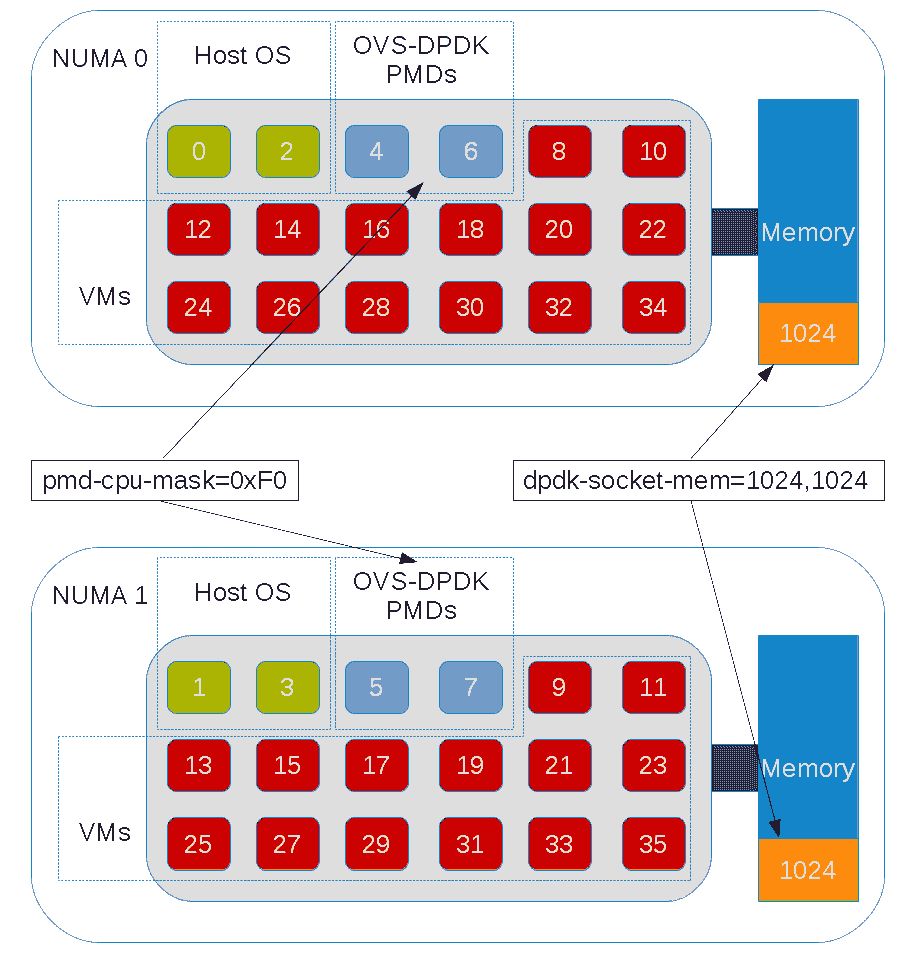 NUMA 0
Host OS
OVS-DPDK
PMDs
0 2 4 6 8 10
12 14 16 18 20 22
Memory
VMs
24 26 28 30 32 34
1024
pmd-cpu-mask=0xF0
dpdk-socket-mem=1024,1024
NUMA 1
Host OS
OVS-DPDK
PMDs
1 3 5 7 9 11
13 15 17 19 21 23
Memory
VMs
25 27 29 31 33 35
1024